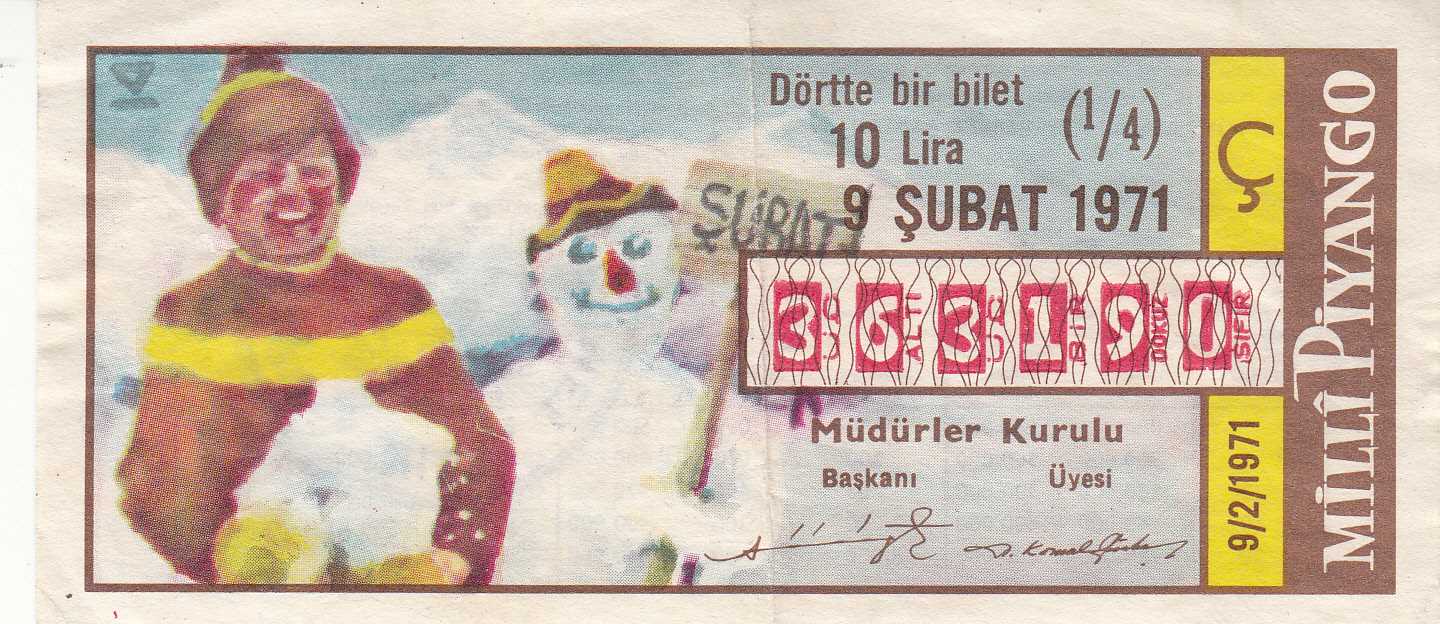 Dörtte bir bilet (1/4)
10 Lira
9 ŞUBAT 1971
ŞUBAT
Ç
MİLLÎ PİYANGO
3 ÜÇ 6 ALTI 3 ÜÇ 1 BİR 9 DOKUZ 0 SIFIR
Müdürler Kurulu
Başkanı Üyesi
9/2/1971